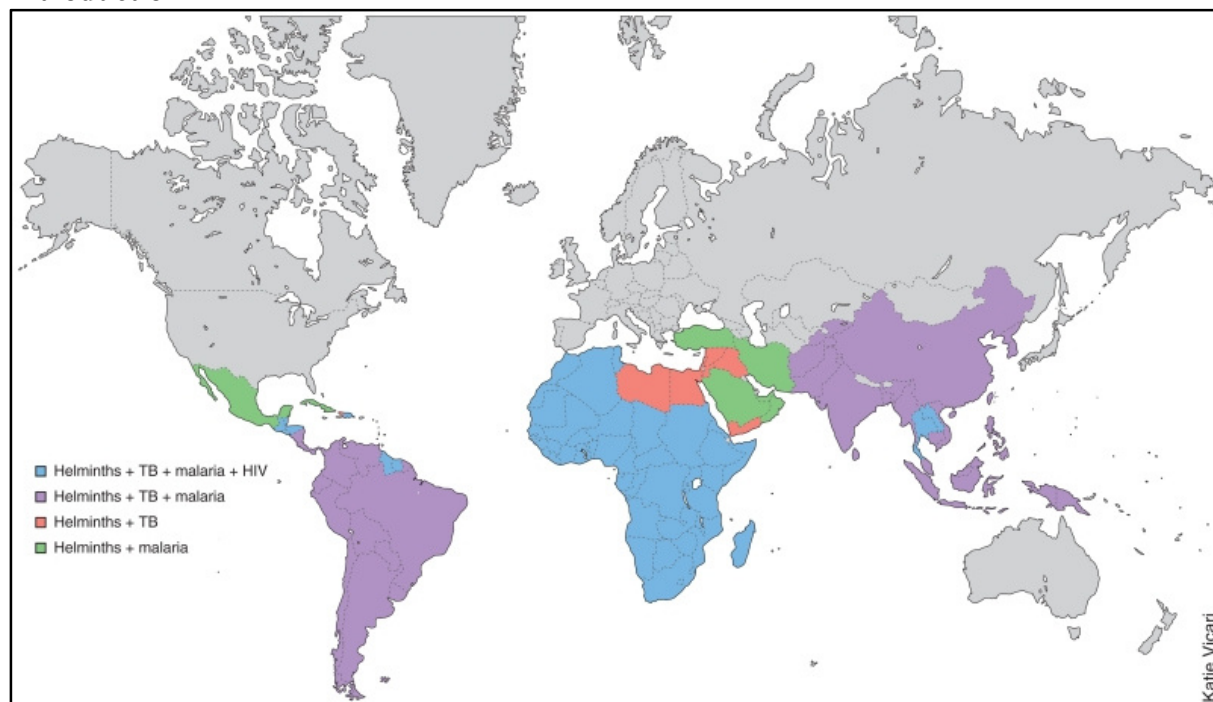 Helminths + TB + malaria + HIV
Helminths + TB + malaria
Helminths + TB
Helminths + malaria
Katie Vicari